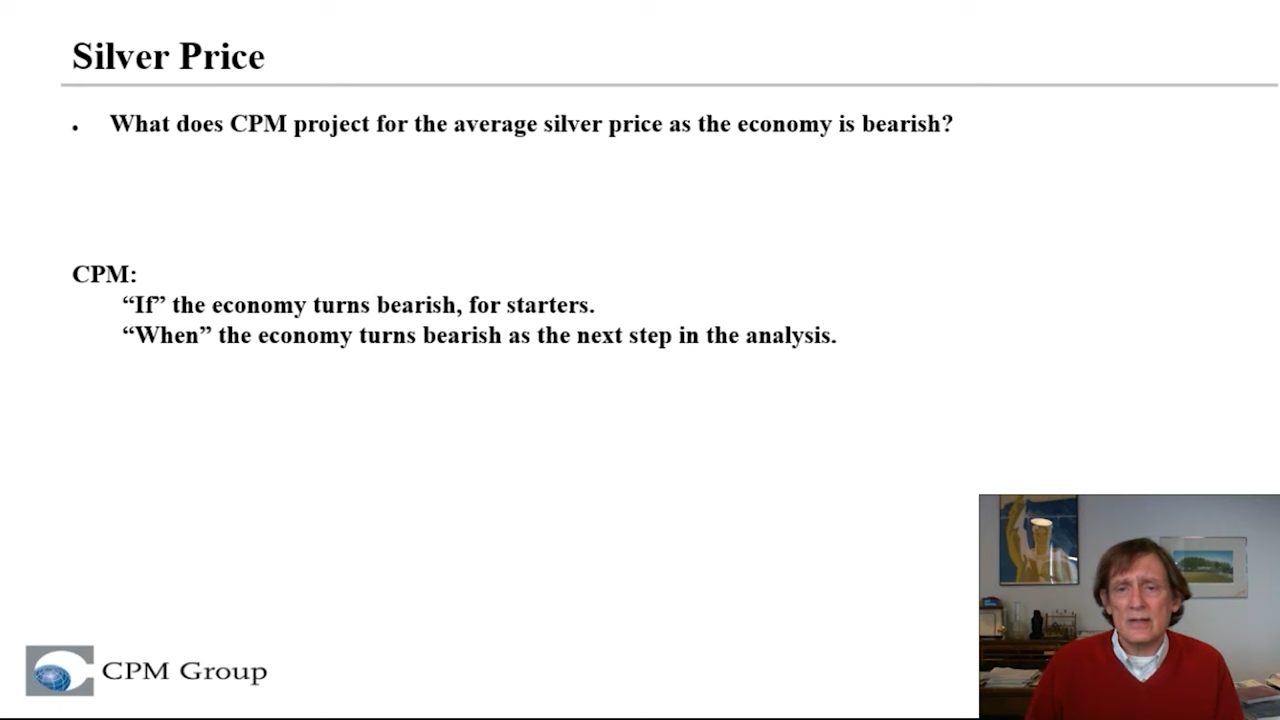 Silver Price
• What does CPM project for the average silver price as the economy is bearish?
CPM:
“If” the economy turns bearish, for starters.
“When” the economy turns bearish as the next step in the analysis.
CPM Group